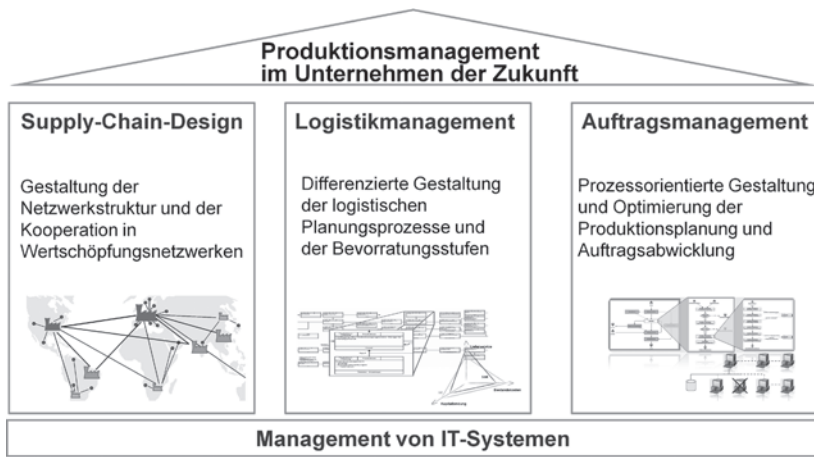 Produktionsmanagement
im Unternehmen der Zukunft
Supply-Chain-Design
Gestaltung der
Netzwerkstruktur und der
Kooperation in
Wertschöpfungsnetzwerken
Logistikmanagement
Differenzierte Gestaltung
der logistischen
Planungsprozesse und
der Bevorratungsstufen
Auftragsmanagement
Prozessorientierte Gestaltung
und Optimierung der
Produktionsplanung und
Auftragsabwicklung
Management von IT-Systemen